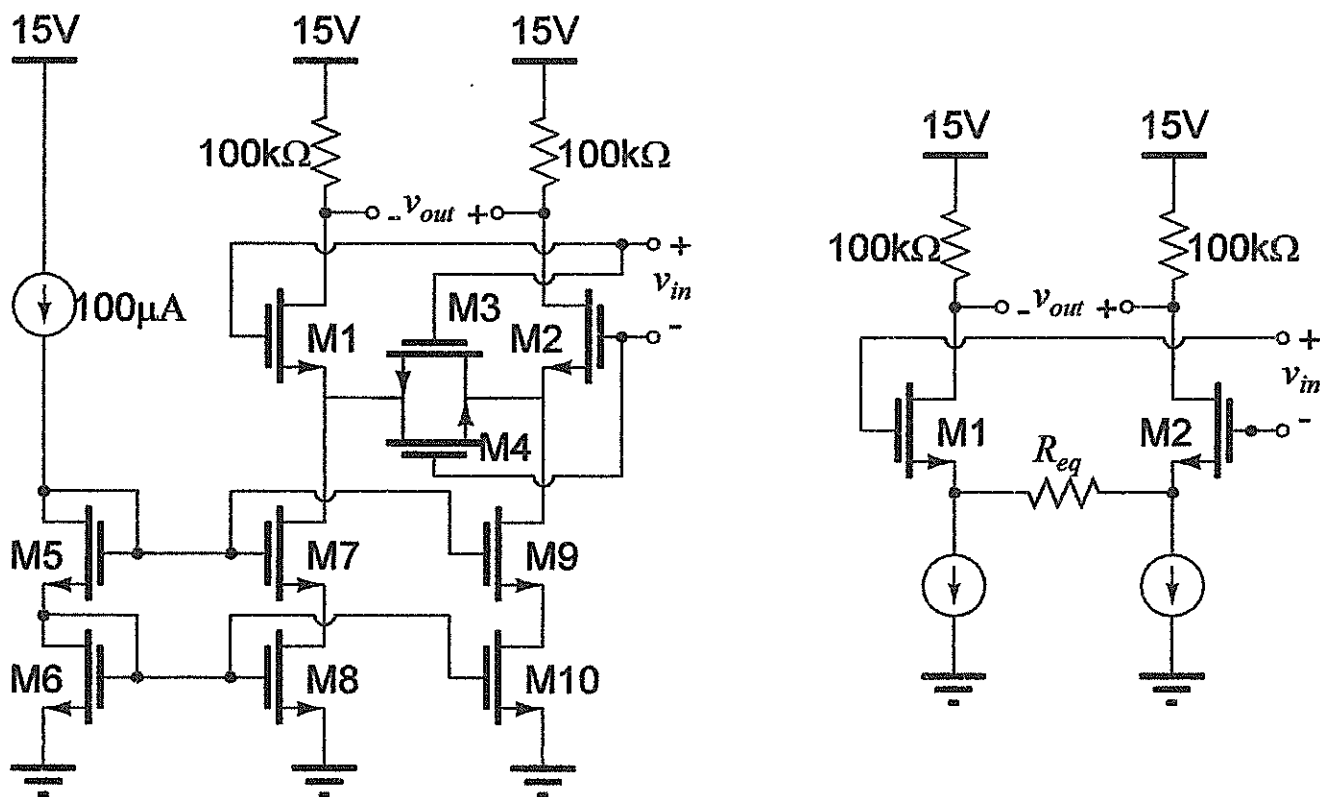 15V 15V 15V
100kΩ 100kΩ
15V 15V
- vout +
100kΩ 100kΩ
+
vin
-
M3
100μA
M1
M2
- vout +
+
vin
-
M4
M1
M2
Req
M5
M7
M9
M6
M8
M10